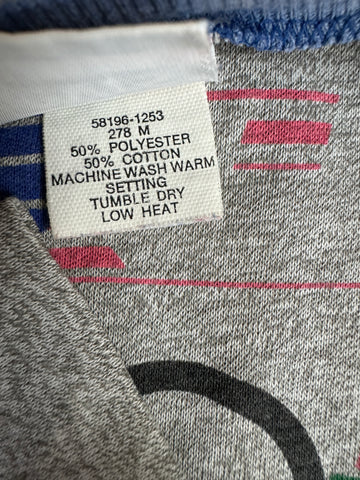 58196-1253
278 M
50% POLYESTER
50% COTTON
MACHINE WASH WARM
SETTING
TUMBLE DRY
LOW HEAT